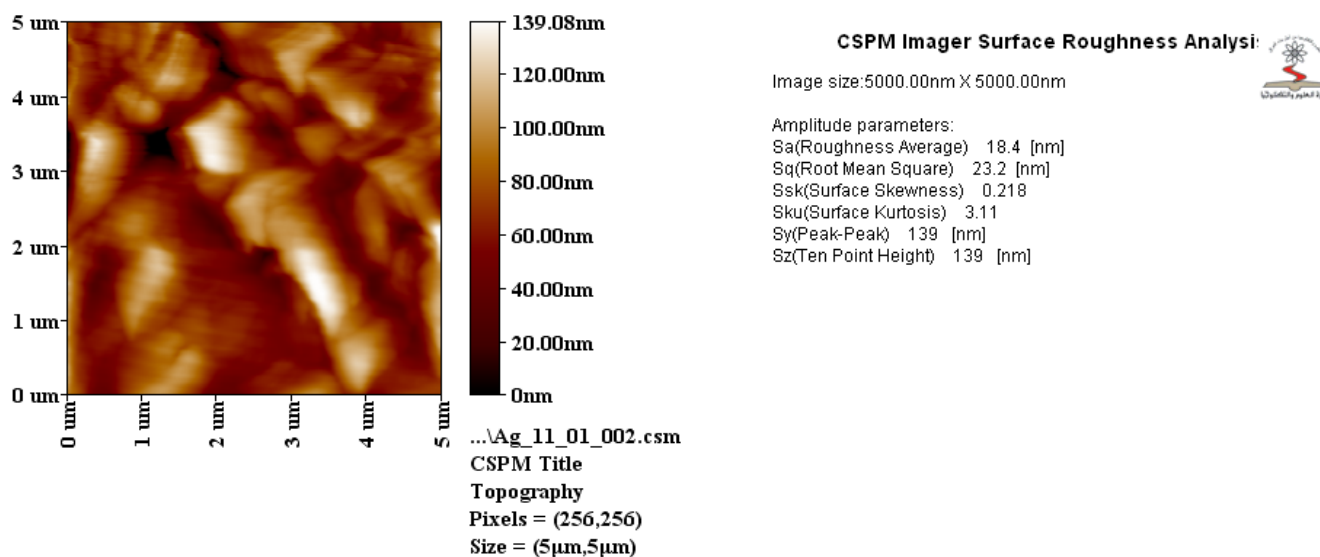 5 um
4 um
3 um
2 um
1 um
0 um
0 um
1 um
2 um
3 um
4 um
5 um
139.08nm
120.00nm
100.00nm
80.00nm
60.00nm
40.00nm
20.00nm
0nm
...\Ag_11_01_002.csm
CSPM Title
Topography
Pixels = (256,256)
Size = (5μm,5μm)
CSPM Imager Surface Roughness Analysi
Image size:5000.00nm X 5000.00nm
Amplitude parameters:
Sa(Roughness Average) 18.4 [nm]
Sq(Root Mean Square) 23.2 [nm]
Ssk(Surface Skewness) 0.218
Sku(Surface Kurtosis) 3.11
Sy(Peak-Peak) 139 [nm]
Sz(Ten Point Height) 139 [nm]